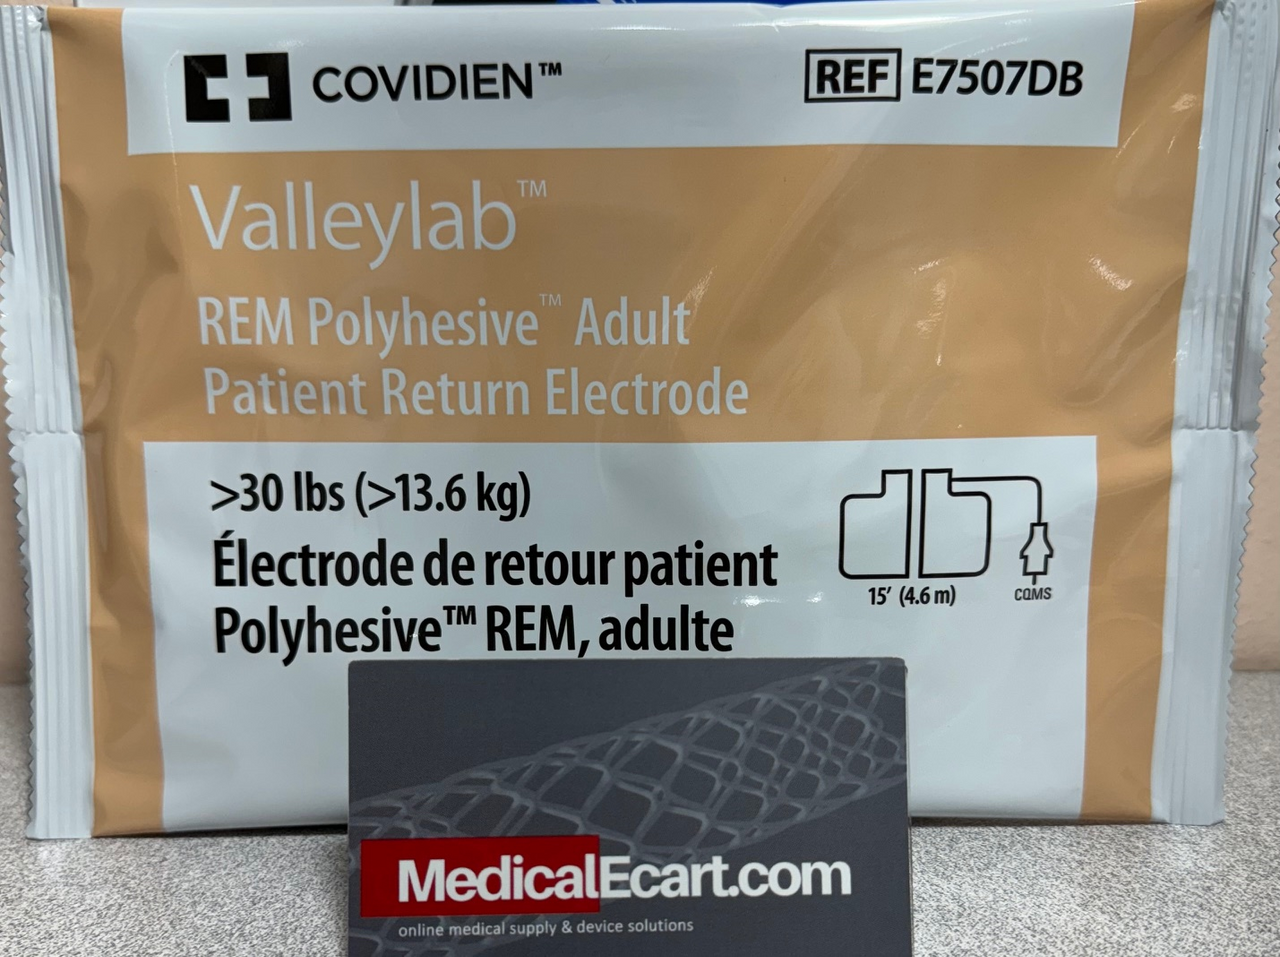 COVIDIEN™
REF E7507DB
Valleylab™
REM Polyhesive™ Adult
Patient Return Electrode
>30 lbs (>13.6 kg)
Électrode de retour patient
Polyhesive™ REM, adulte
15’ (4.6 m)
CQMS
MedicalEcart.com
online medical supply & device solutions